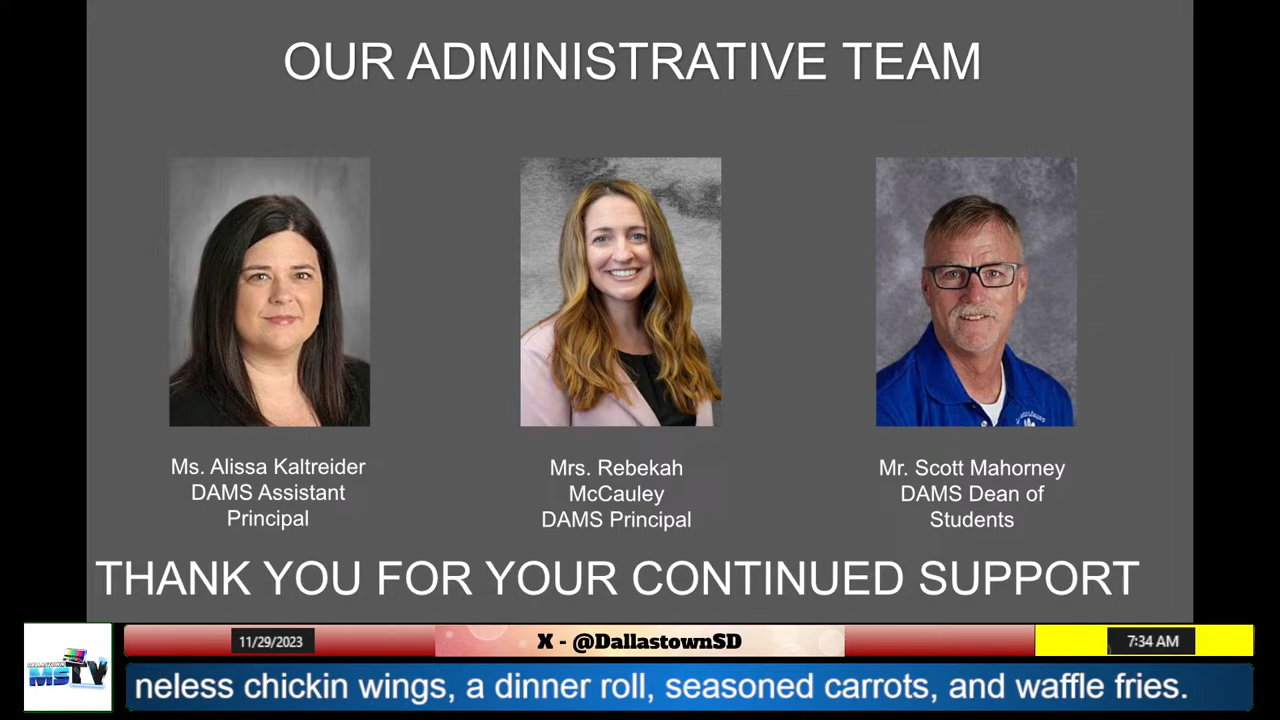 OUR ADMINISTRATIVE TEAM
Ms. Alissa Kaltreider
DAMS Assistant
Principal
Mrs. Rebekah
McCauley
DAMS Principal
Mr. Scott Mahorney
DAMS Dean of
Students
THANK YOU FOR YOUR CONTINUED SUPPORT
DALLASTOWN
MSTV
11/29/2023
X - @DallastownSD
7:34 AM
neless chickin wings, a dinner roll, seasoned carrots, and waffle fries.